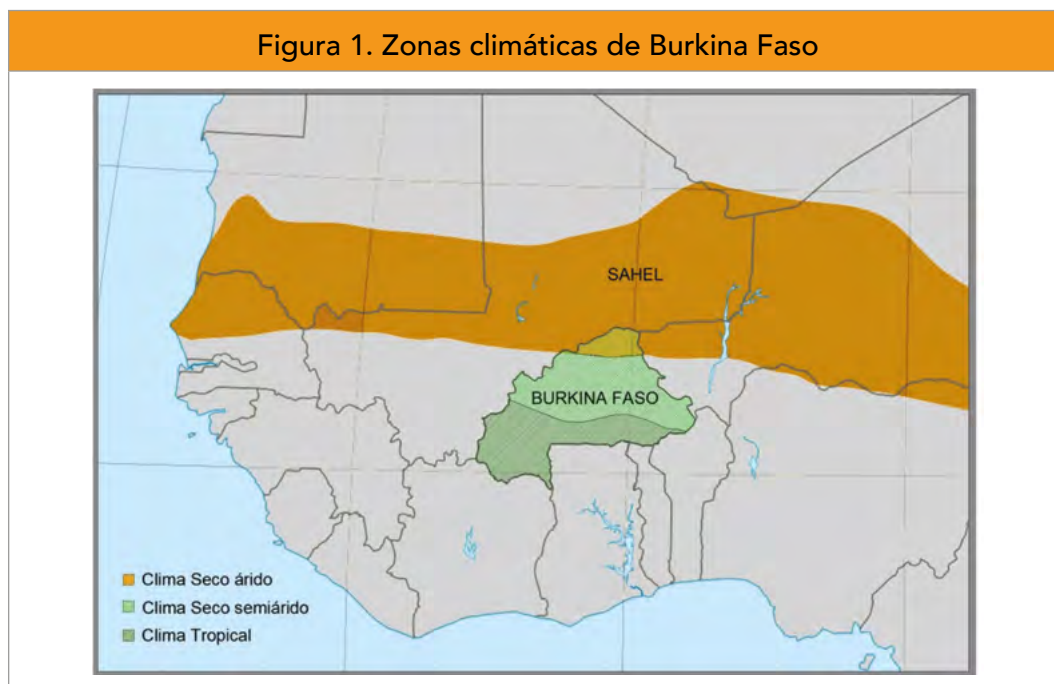 Figura 1. Zonas climáticas de Burkina Faso
SAHEL
BURKINA FASO
Clima Seco árido
Clima Seco semiárido
Clima Tropical